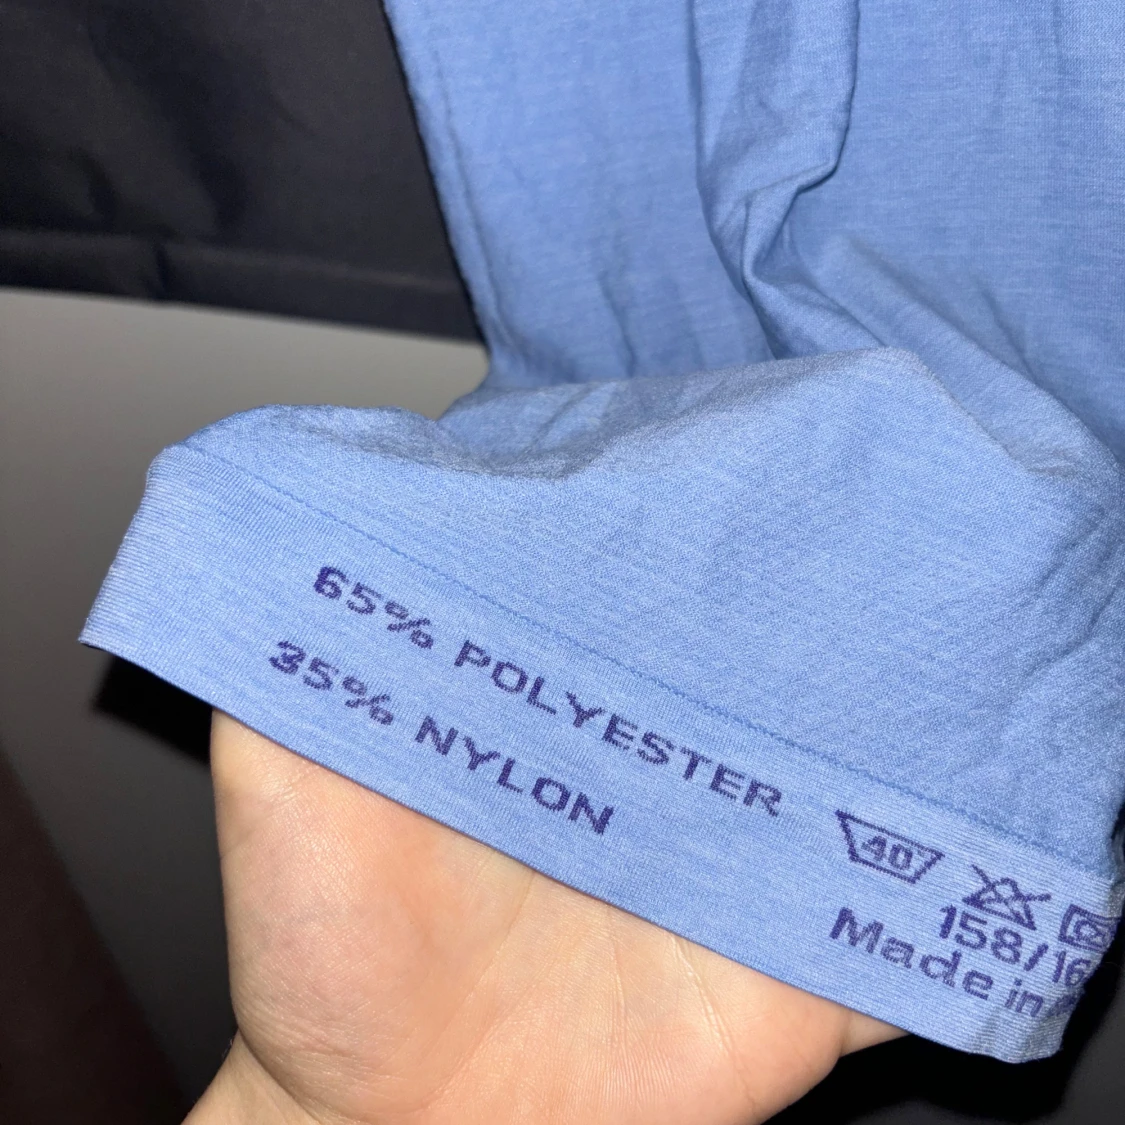 65% POLYESTER
35% NYLON
40
158/16
Made in